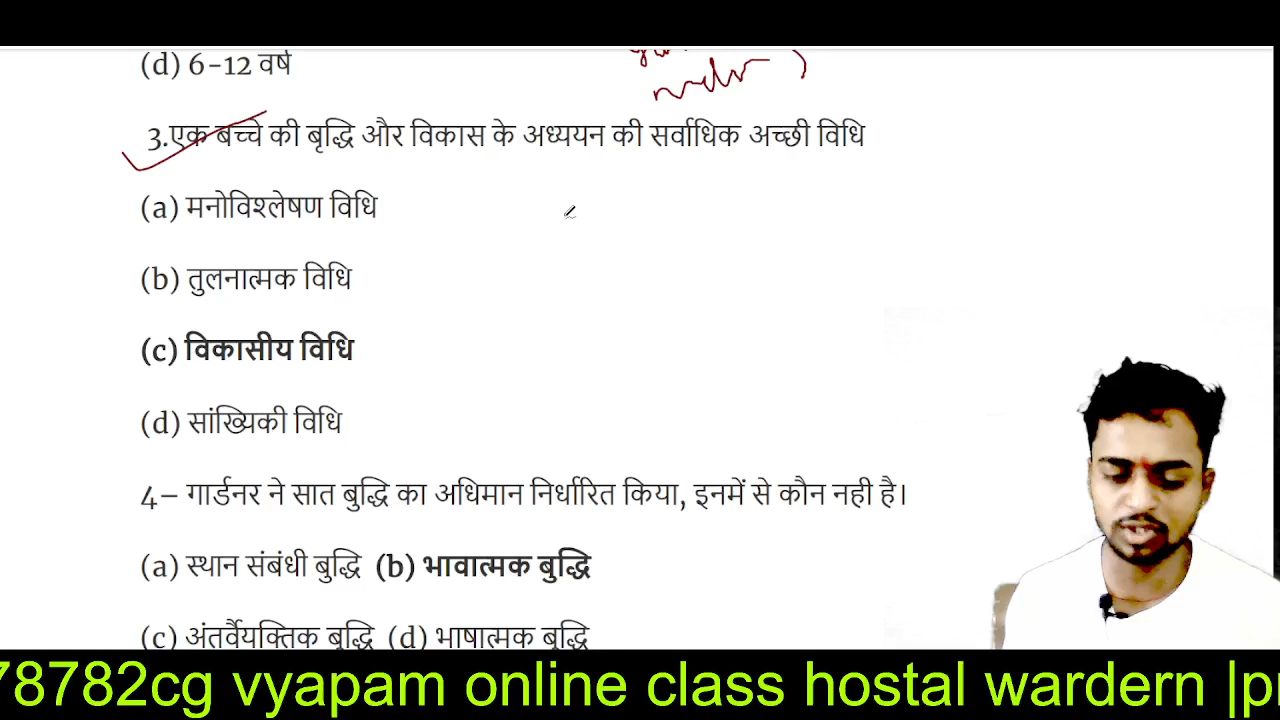 (d) 6-12 वर्ष
3.एक बच्चे की बृद्धि और विकास के अध्ययन की सर्वाधिक अच्छी विधि
(a) मनोविश्लेषण विधि
(b) तुलनात्मक विधि
(c) विकासीय विधि
(d) सांख्यिकी विधि
4– गार्डनर ने सात बुद्धि का अधिमान निर्धारित किया, इनमें से कौन नही है।
(a) स्थान संबंधी बुद्धि (b) भावात्मक बुद्धि
(c) अंतर्वैयक्तिक बुद्धि (d) भाषात्मक बुद्धि
78782cg vyapam online class hostal wardern |